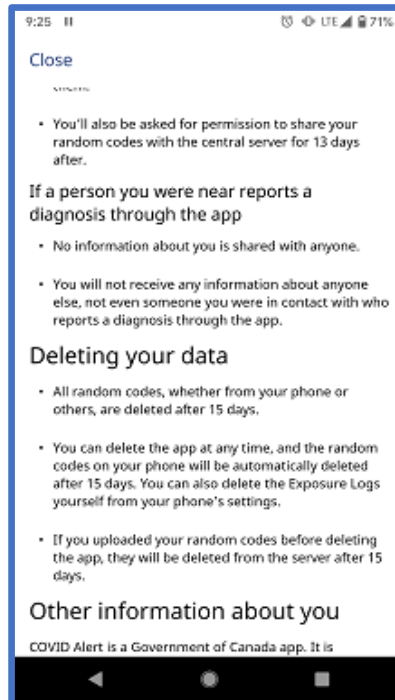 9:25 LTE 71%
Close
• You'll also be asked for permission to share your
random codes with the central server for 13 days
after.
If a person you were near reports a
diagnosis through the app
• No information about you is shared with anyone.
• You will not receive any information about anyone
else, not even someone you were in contact with who
reports a diagnosis through the app.
Deleting your data
• All random codes, whether from your phone or
others, are deleted after 15 days.
• You can delete the app at any time, and the random
codes on your phone will be automatically deleted
after 15 days. You can also delete the Exposure Logs
yourself from your phone's settings.
• If you uploaded your random codes before deleting
the app, they will be deleted from the server after 15
days.
Other information about you
COVID Alert is a Government of Canada app. It is